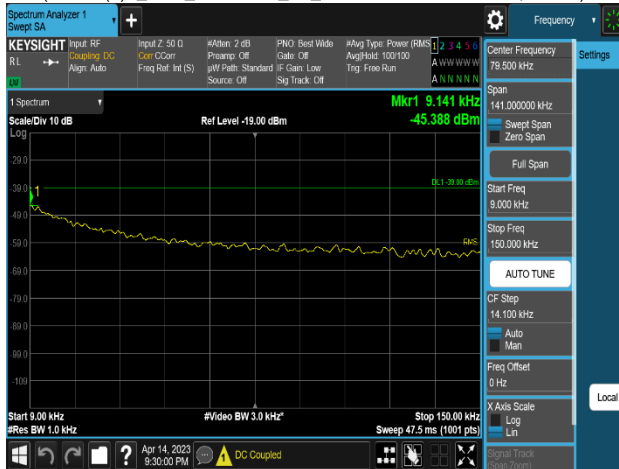 Spectrum Analyzer 1
Swept SA
Frequency
KEYSIGHT
RL
Input: RF
Coupling: DC
Align: Auto
Input Z: 50 Ω
Corr CCorr
Freq Ref: Int (S)
#Atten: 2 dB
Preamp: Off
µW Path: Standard
Source: Off
PNO: Best Wide
Gate: Off
IF Gain: Low
Sig Track: Off
#Avg Type: Power (RMS
Avg|Hold: 100/100
Trig: Free Run
1 2 3 4 5 6
A W W W W W
A N N N N N
1 Spectrum
Scale/Div 10 dB
Log
Ref Level -19.00 dBm
Mkr1 9.141 kHz
-45.388 dBm
-29.0
-39.0
-49.0
-59.0
-69.0
-79.0
-89.0
-99.0
-109
1
DL1 -39.00 dBm
RMS
Start 9.00 kHz
#Res BW 1.0 kHz
#Video BW 3.0 kHz*
Stop 150.00 kHz
Sweep 47.5 ms (1001 pts)
Center Frequency
79.500 kHz
Span
141.000000 kHz
Swept Span
Zero Span
Full Span
Start Freq
9.000 kHz
Stop Freq
150.000 kHz
AUTO TUNE
CF Step
14.100 kHz
Auto
Man
Freq Offset
0 Hz
X Axis Scale
Log
Lin
Signal Track
(Span Zoom)
Settings
Local
?
Apr 14, 2023
9:30:00 PM
DC Coupled